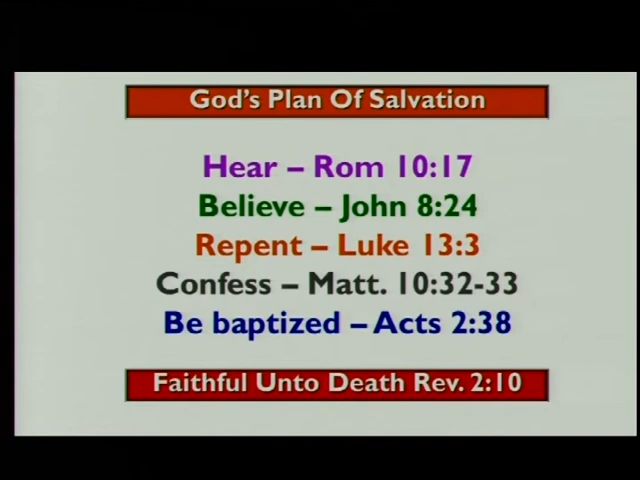 God's Plan Of Salvation
Hear – Rom 10:17
Believe – John 8:24
Repent – Luke 13:3
Confess – Matt. 10:32-33
Be baptized – Acts 2:38
Faithful Unto Death Rev. 2:10